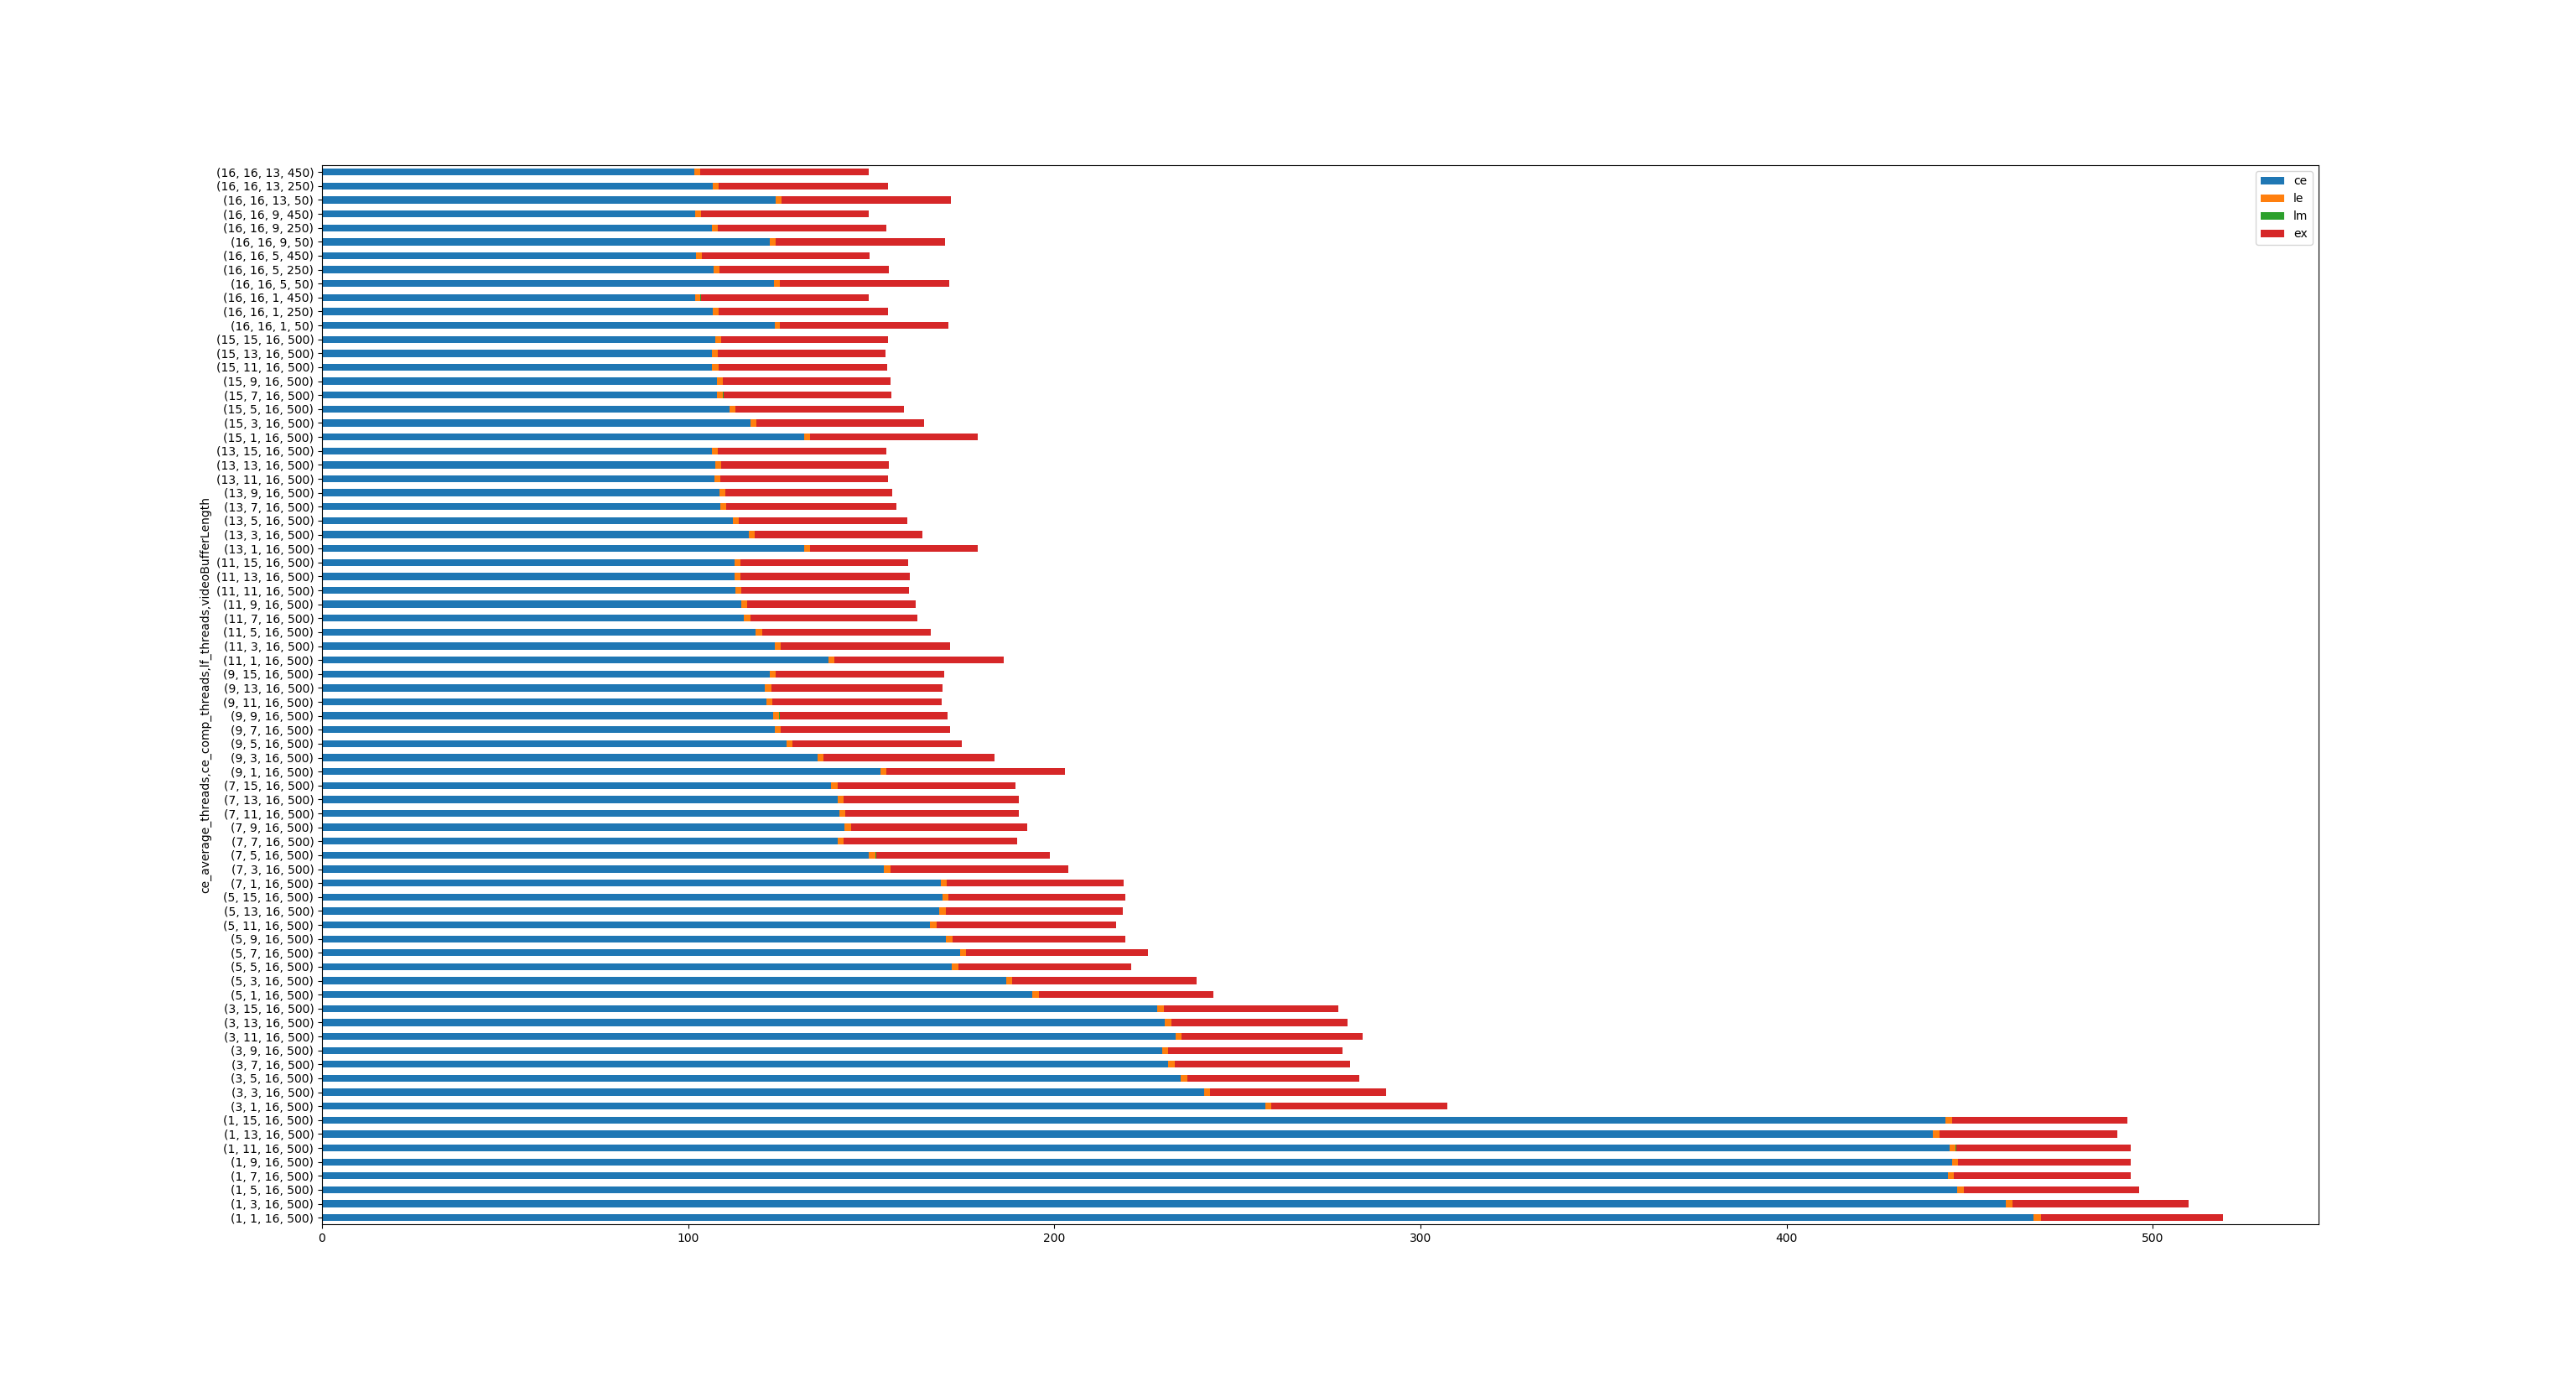 (16, 16, 13, 450)
(16, 16, 13, 250)
(16, 16, 13, 50)
(16, 16, 9, 450)
(16, 16, 9, 250)
(16, 16, 9, 50)
(16, 16, 5, 450)
(16, 16, 5, 250)
(16, 16, 5, 50)
(16, 16, 1, 450)
(16, 16, 1, 250)
(16, 16, 1, 50)
(15, 15, 16, 500)
(15, 13, 16, 500)
(15, 11, 16, 500)
(15, 9, 16, 500)
(15, 7, 16, 500)
(15, 5, 16, 500)
(15, 3, 16, 500)
(15, 1, 16, 500)
(13, 15, 16, 500)
(13, 13, 16, 500)
(13, 11, 16, 500)
(13, 9, 16, 500)
(13, 7, 16, 500)
(13, 5, 16, 500)
(13, 3, 16, 500)
(13, 1, 16, 500)
(11, 15, 16, 500)
(11, 13, 16, 500)
(11, 11, 16, 500)
(11, 9, 16, 500)
(11, 7, 16, 500)
(11, 5, 16, 500)
(11, 3, 16, 500)
(11, 1, 16, 500)
(9, 15, 16, 500)
(9, 13, 16, 500)
(9, 11, 16, 500)
(9, 9, 16, 500)
(9, 7, 16, 500)
(9, 5, 16, 500)
(9, 3, 16, 500)
(9, 1, 16, 500)
(7, 15, 16, 500)
(7, 13, 16, 500)
(7, 11, 16, 500)
(7, 9, 16, 500)
(7, 7, 16, 500)
(7, 5, 16, 500)
(7, 3, 16, 500)
(7, 1, 16, 500)
(5, 15, 16, 500)
(5, 13, 16, 500)
(5, 11, 16, 500)
(5, 9, 16, 500)
(5, 7, 16, 500)
(5, 5, 16, 500)
(5, 3, 16, 500)
(5, 1, 16, 500)
(3, 15, 16, 500)
(3, 13, 16, 500)
(3, 11, 16, 500)
(3, 9, 16, 500)
(3, 7, 16, 500)
(3, 5, 16, 500)
(3, 3, 16, 500)
(3, 1, 16, 500)
(1, 15, 16, 500)
(1, 13, 16, 500)
(1, 11, 16, 500)
(1, 9, 16, 500)
(1, 7, 16, 500)
(1, 5, 16, 500)
(1, 3, 16, 500)
(1, 1, 16, 500)
ce_average_threads,ce_comp_threads,lf_threads,videoBufferLength
0 100 200 300 400 500
ce
le
lm
ex